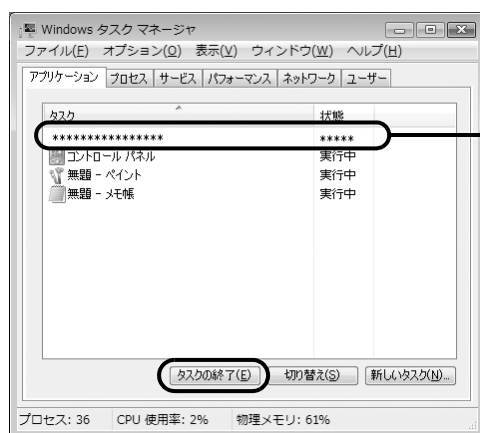 Windows タスク マネージャ
ファイル(F) オプション(O) 表示(V) ウィンドウ(W) ヘルプ(H)
アプリケーション プロセス サービス パフォーマンス ネットワーク ユーザー
タスク 状態
**************** *****
コントロール パネル 実行中
無題 - ペイント 実行中
無題 - メモ帳 実行中
タスクの終了(E) 切り替え(S) 新しいタスク(N)...
プロセス: 36 CPU 使用率: 2% 物理メモリ: 61%